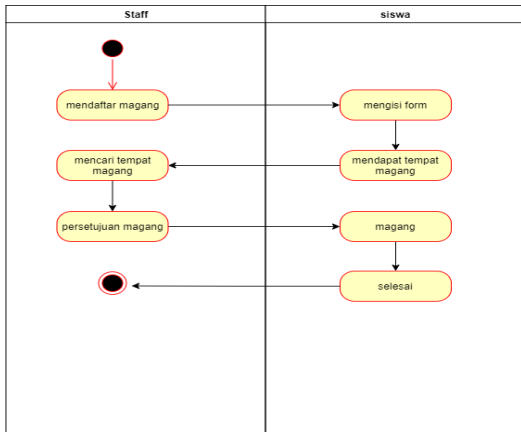 Staff
siswa
mendaftar magang
mengisi form
mencari tempat
magang
mendapat tempat
magang
persetujuan magang
magang
selesai